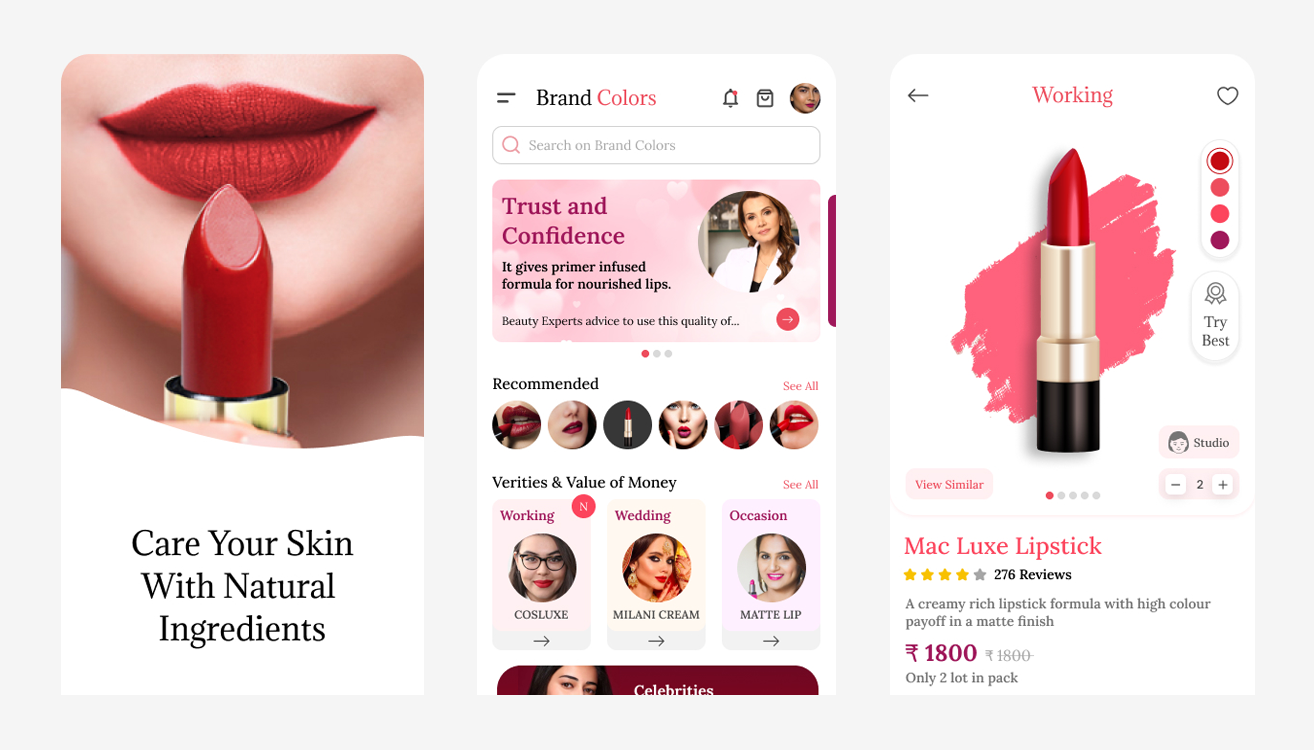 Care Your Skin
With Natural
Ingredients
Brand Colors
Search on Brand Colors
Trust and
Confidence
It gives primer infused
formula for nourished lips.
Beauty Experts advice to use this quality of...
Recommended
See All
Verities & Value of Money
See All
Working
N
Wedding
Occasion
COSLUXE
MILANI CREAM
MATTE LIP
Celebrities
Working
Try
Best
Studio
View Similar
2
Mac Luxe Lipstick
276 Reviews
A creamy rich lipstick formula with high colour
payoff in a matte finish
₹ 1800 ₹ 1800
Only 2 lot in pack